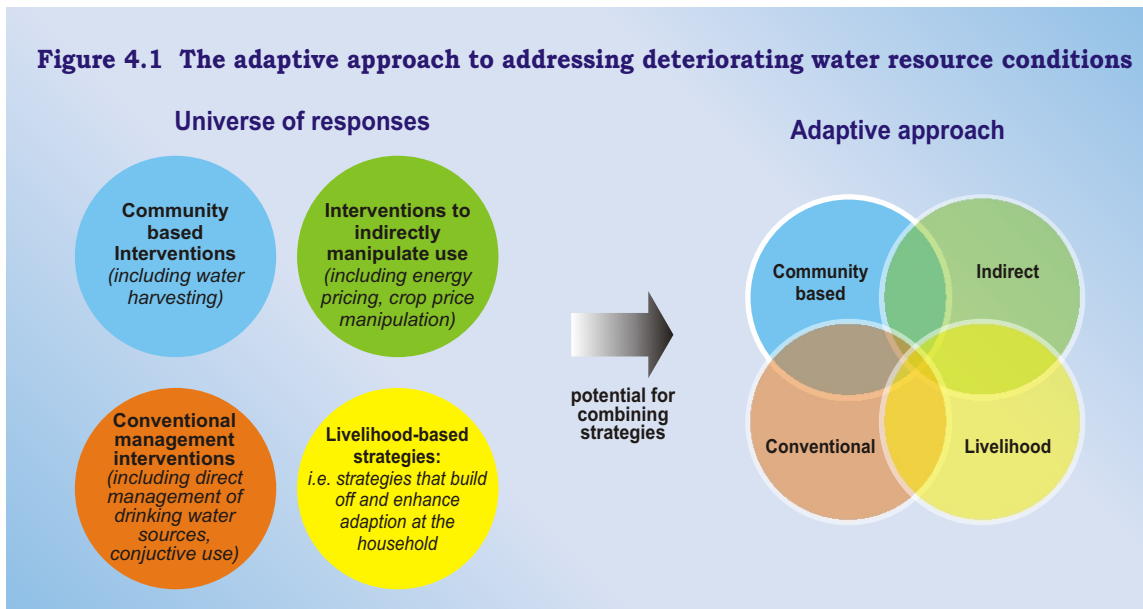 Figure 4.1 The adaptive approach to addressing deteriorating water resource conditions
Universe of responses
Community
based
Interventions
(including water
harvesting)
Interventions to
indirectly
manipulate use
(including energy
pricing, crop price
manipulation)
Conventional
management
interventions
(including direct
management of
drinking water
sources,
conjuctive use)
Livelihood-based
strategies:
i.e. strategies that build
off and enhance
adaption at the
household
potential for
combining
strategies
Adaptive approach
Community
based
Indirect
Conventional
Livelihood